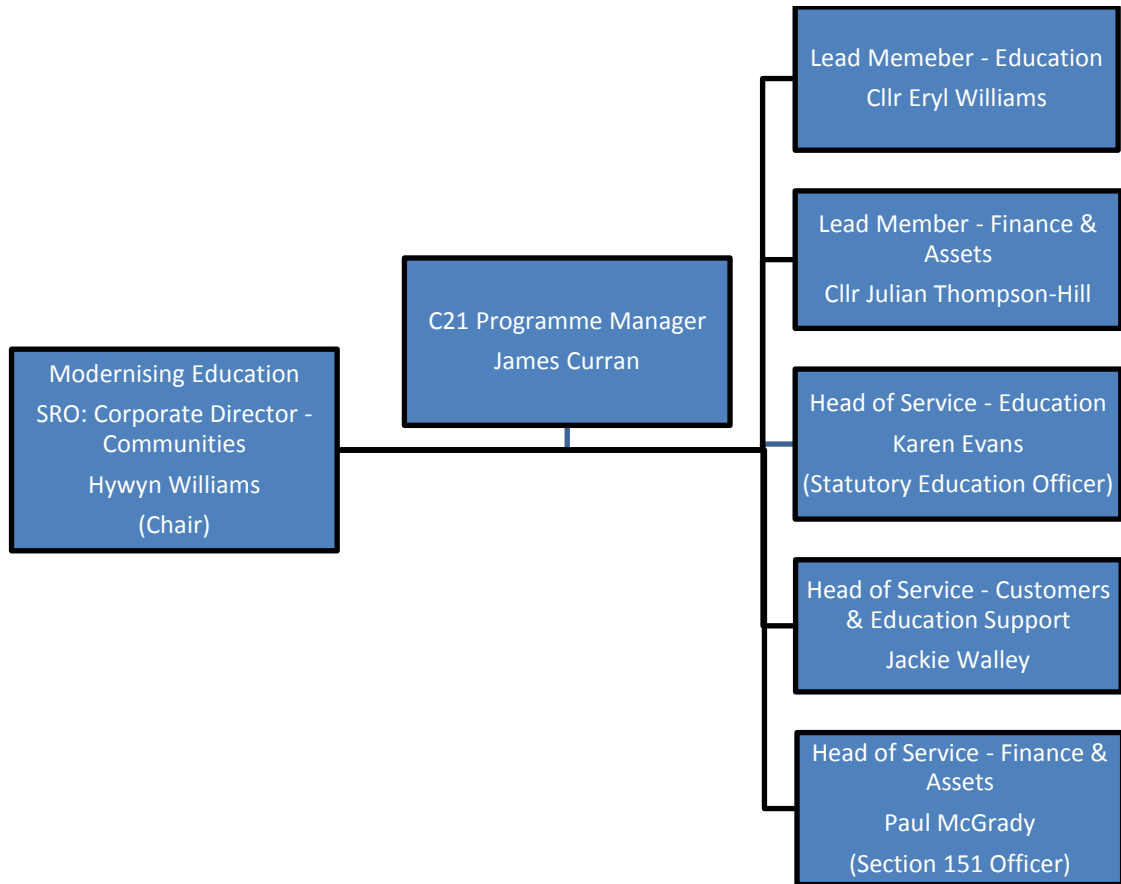 Modernising Education
SRO: Corporate Director -
Communities
Hywyn Williams
(Chair)
C21 Programme Manager
James Curran
Lead Memeber - Education
Cllr Eryl Williams
Lead Member - Finance &
Assets
Cllr Julian Thompson-Hill
Head of Service - Education
Karen Evans
(Statutory Education Officer)
Head of Service - Customers
& Education Support
Jackie Walley
Head of Service - Finance &
Assets
Paul McGrady
(Section 151 Officer)